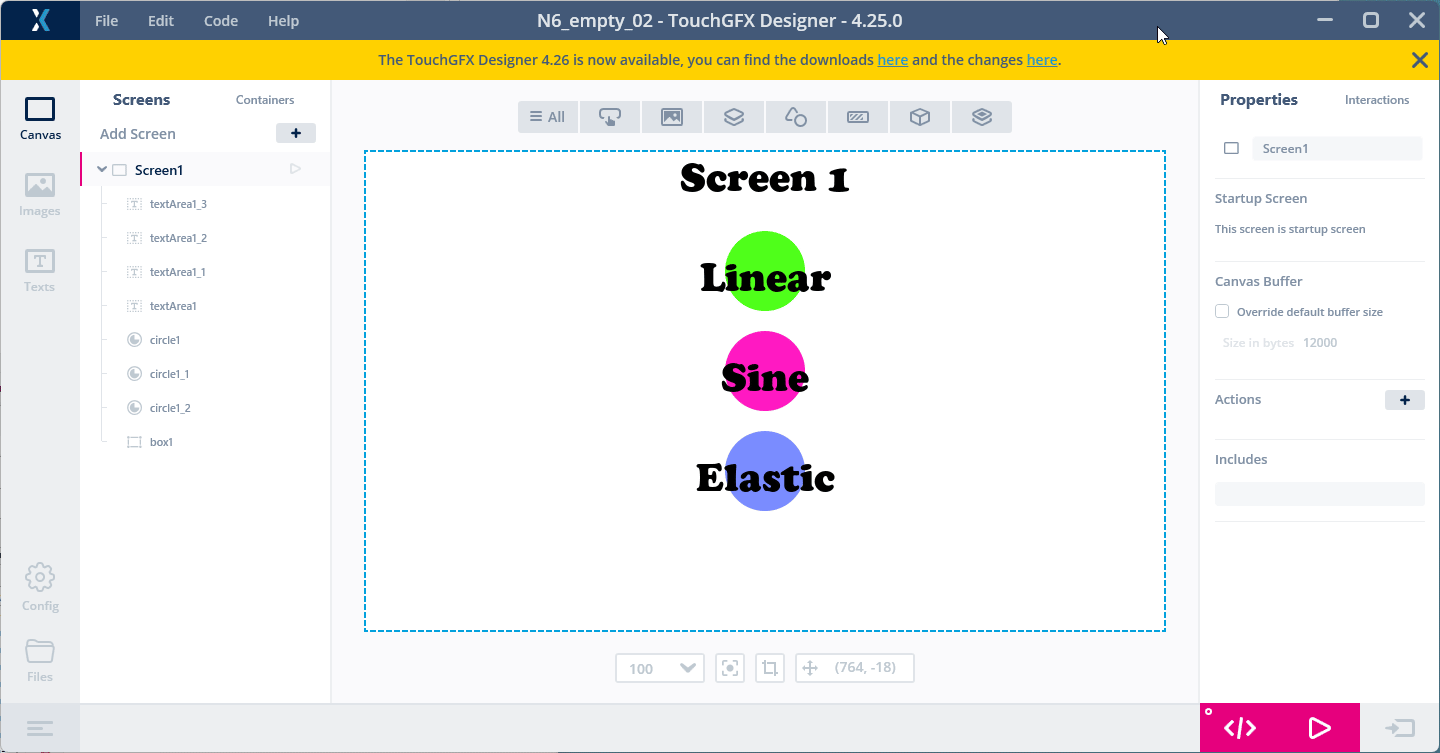 File Edit Code Help N6_empty_02 - TouchGFX Designer - 4.25.0
The TouchGFX Designer 4.26 is now available, you can find the downloads here and the changes here.
Canvas
Images
Texts
Config
Files
Screens Containers
Add Screen
Screen1
textArea1_3
textArea1_2
textArea1_1
textArea1
circle1
circle1_1
circle1_2
box1
All
Screen 1
Linear
Sine
Elastic
100 (764, -18)
Properties Interactions
Screen1
Startup Screen
This screen is startup screen
Canvas Buffer
Override default buffer size
Size in bytes 12000
Actions
Includes